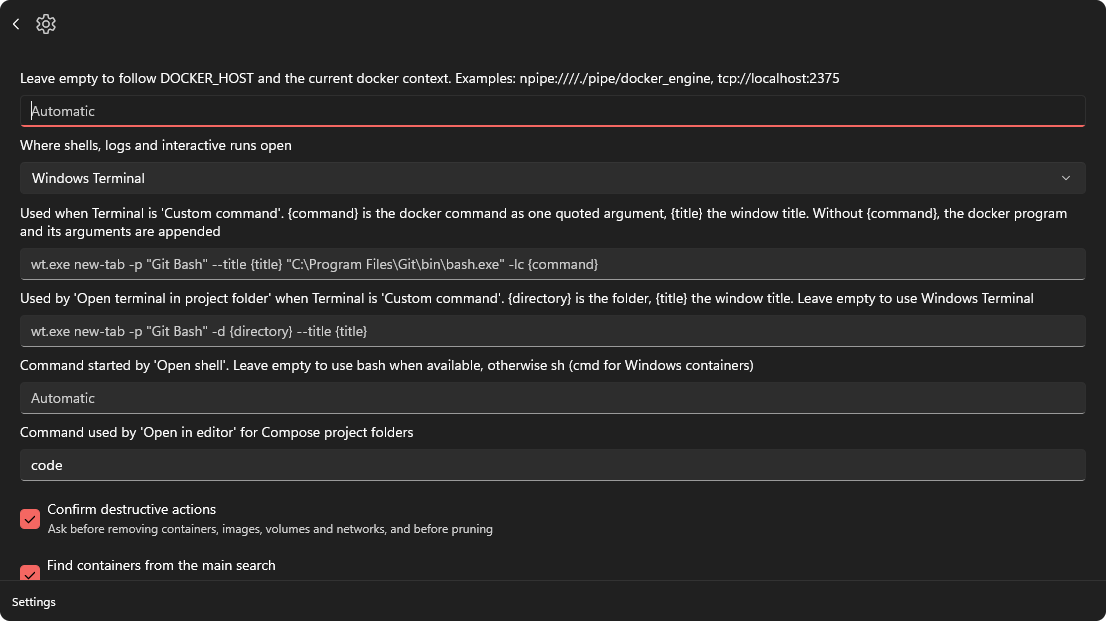 Leave empty to follow DOCKER_HOST and the current docker context. Examples: npipe:////./pipe/docker_engine, tcp://localhost:2375
Automatic
Where shells, logs and interactive runs open
Windows Terminal
Used when Terminal is 'Custom command'. {command} is the docker command as one quoted argument, {title} the window title. Without {command}, the docker program
and its arguments are appended
wt.exe new-tab -p "Git Bash" --title {title} "C:\Program Files\Git\bin\bash.exe" -lc {command}
Used by 'Open terminal in project folder' when Terminal is 'Custom command'. {directory} is the folder, {title} the window title. Leave empty to use Windows Terminal
wt.exe new-tab -p "Git Bash" -d {directory} --title {title}
Command started by 'Open shell'. Leave empty to use bash when available, otherwise sh (cmd for Windows containers)
Automatic
Command used by 'Open in editor' for Compose project folders
code
Confirm destructive actions
Ask before removing containers, images, volumes and networks, and before pruning
Find containers from the main search
Settings